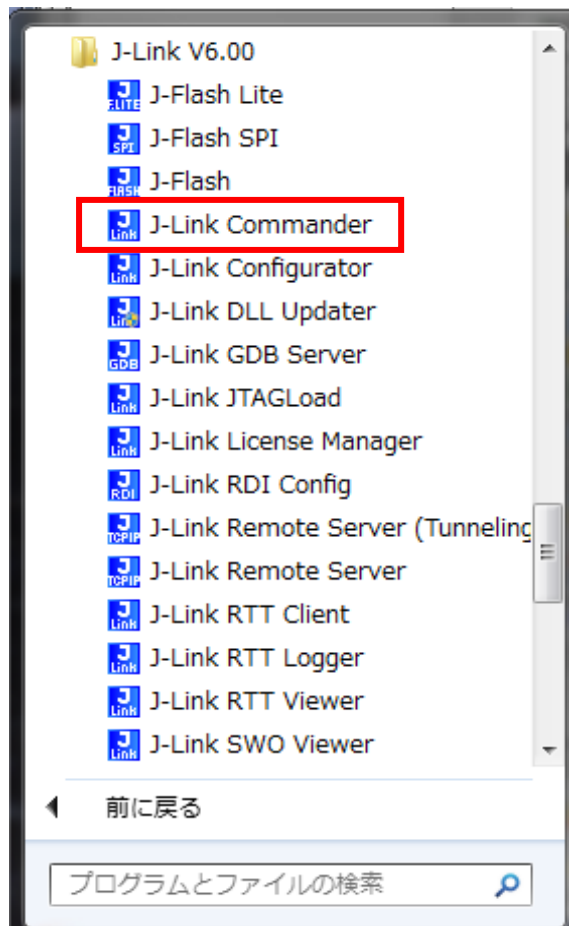 J-Link V6.00
J-Flash Lite
J-Flash SPI
J-Flash
J-Link Commander
J-Link Configurator
J-Link DLL Updater
J-Link GDB Server
J-Link JTAGLoad
J-Link License Manager
J-Link RDI Config
J-Link Remote Server (Tunneling
J-Link Remote Server
J-Link RTT Client
J-Link RTT Logger
J-Link RTT Viewer
J-Link SWO Viewer
前に戻る
プログラムとファイルの検索